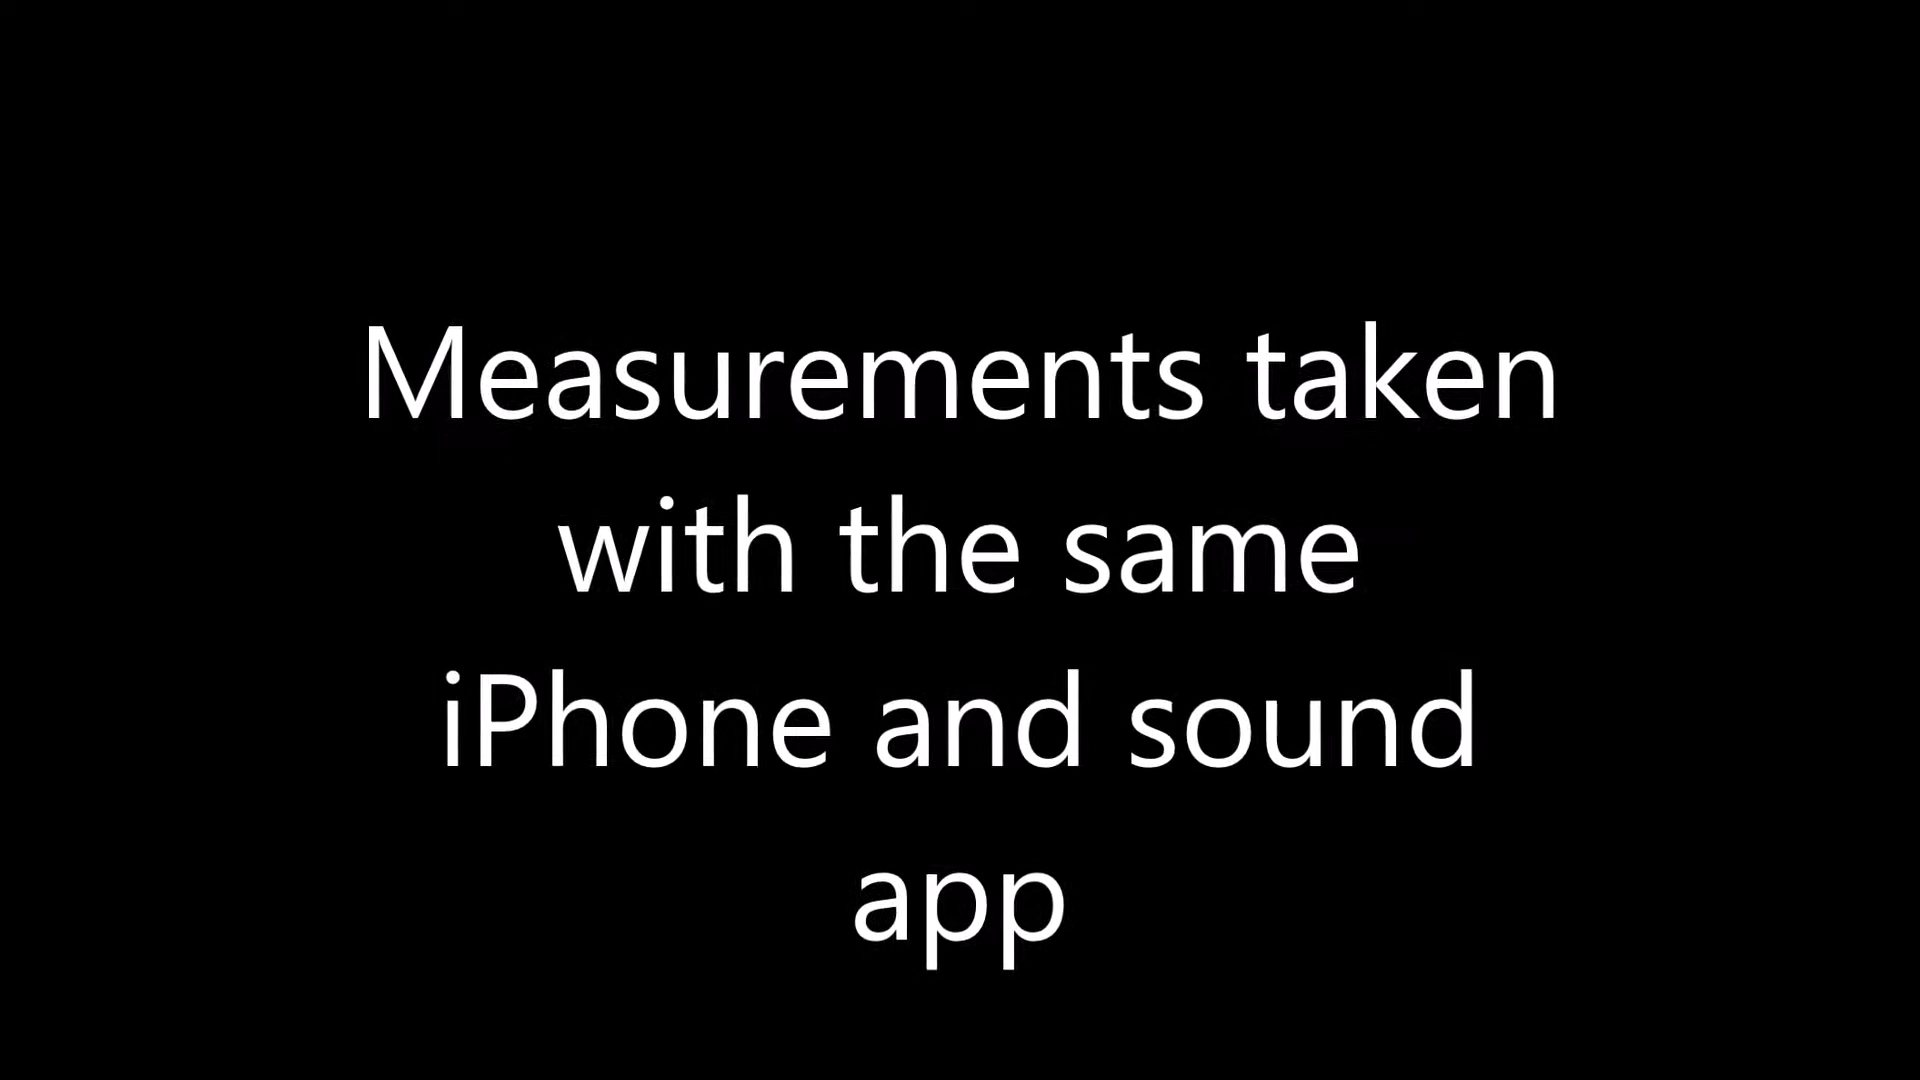 Measurements taken
with the same
iPhone and sound
app